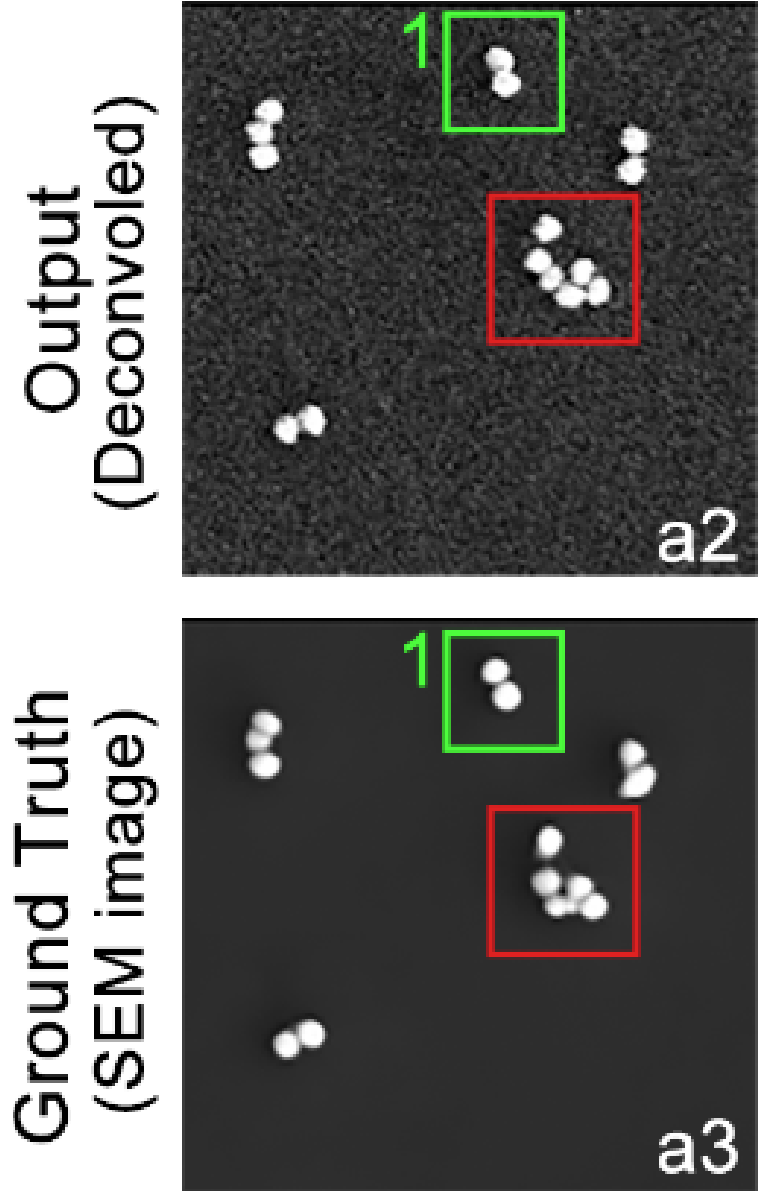 Output
(Deconvoled)
1
a2
Ground Truth
(SEM image)
1
a3